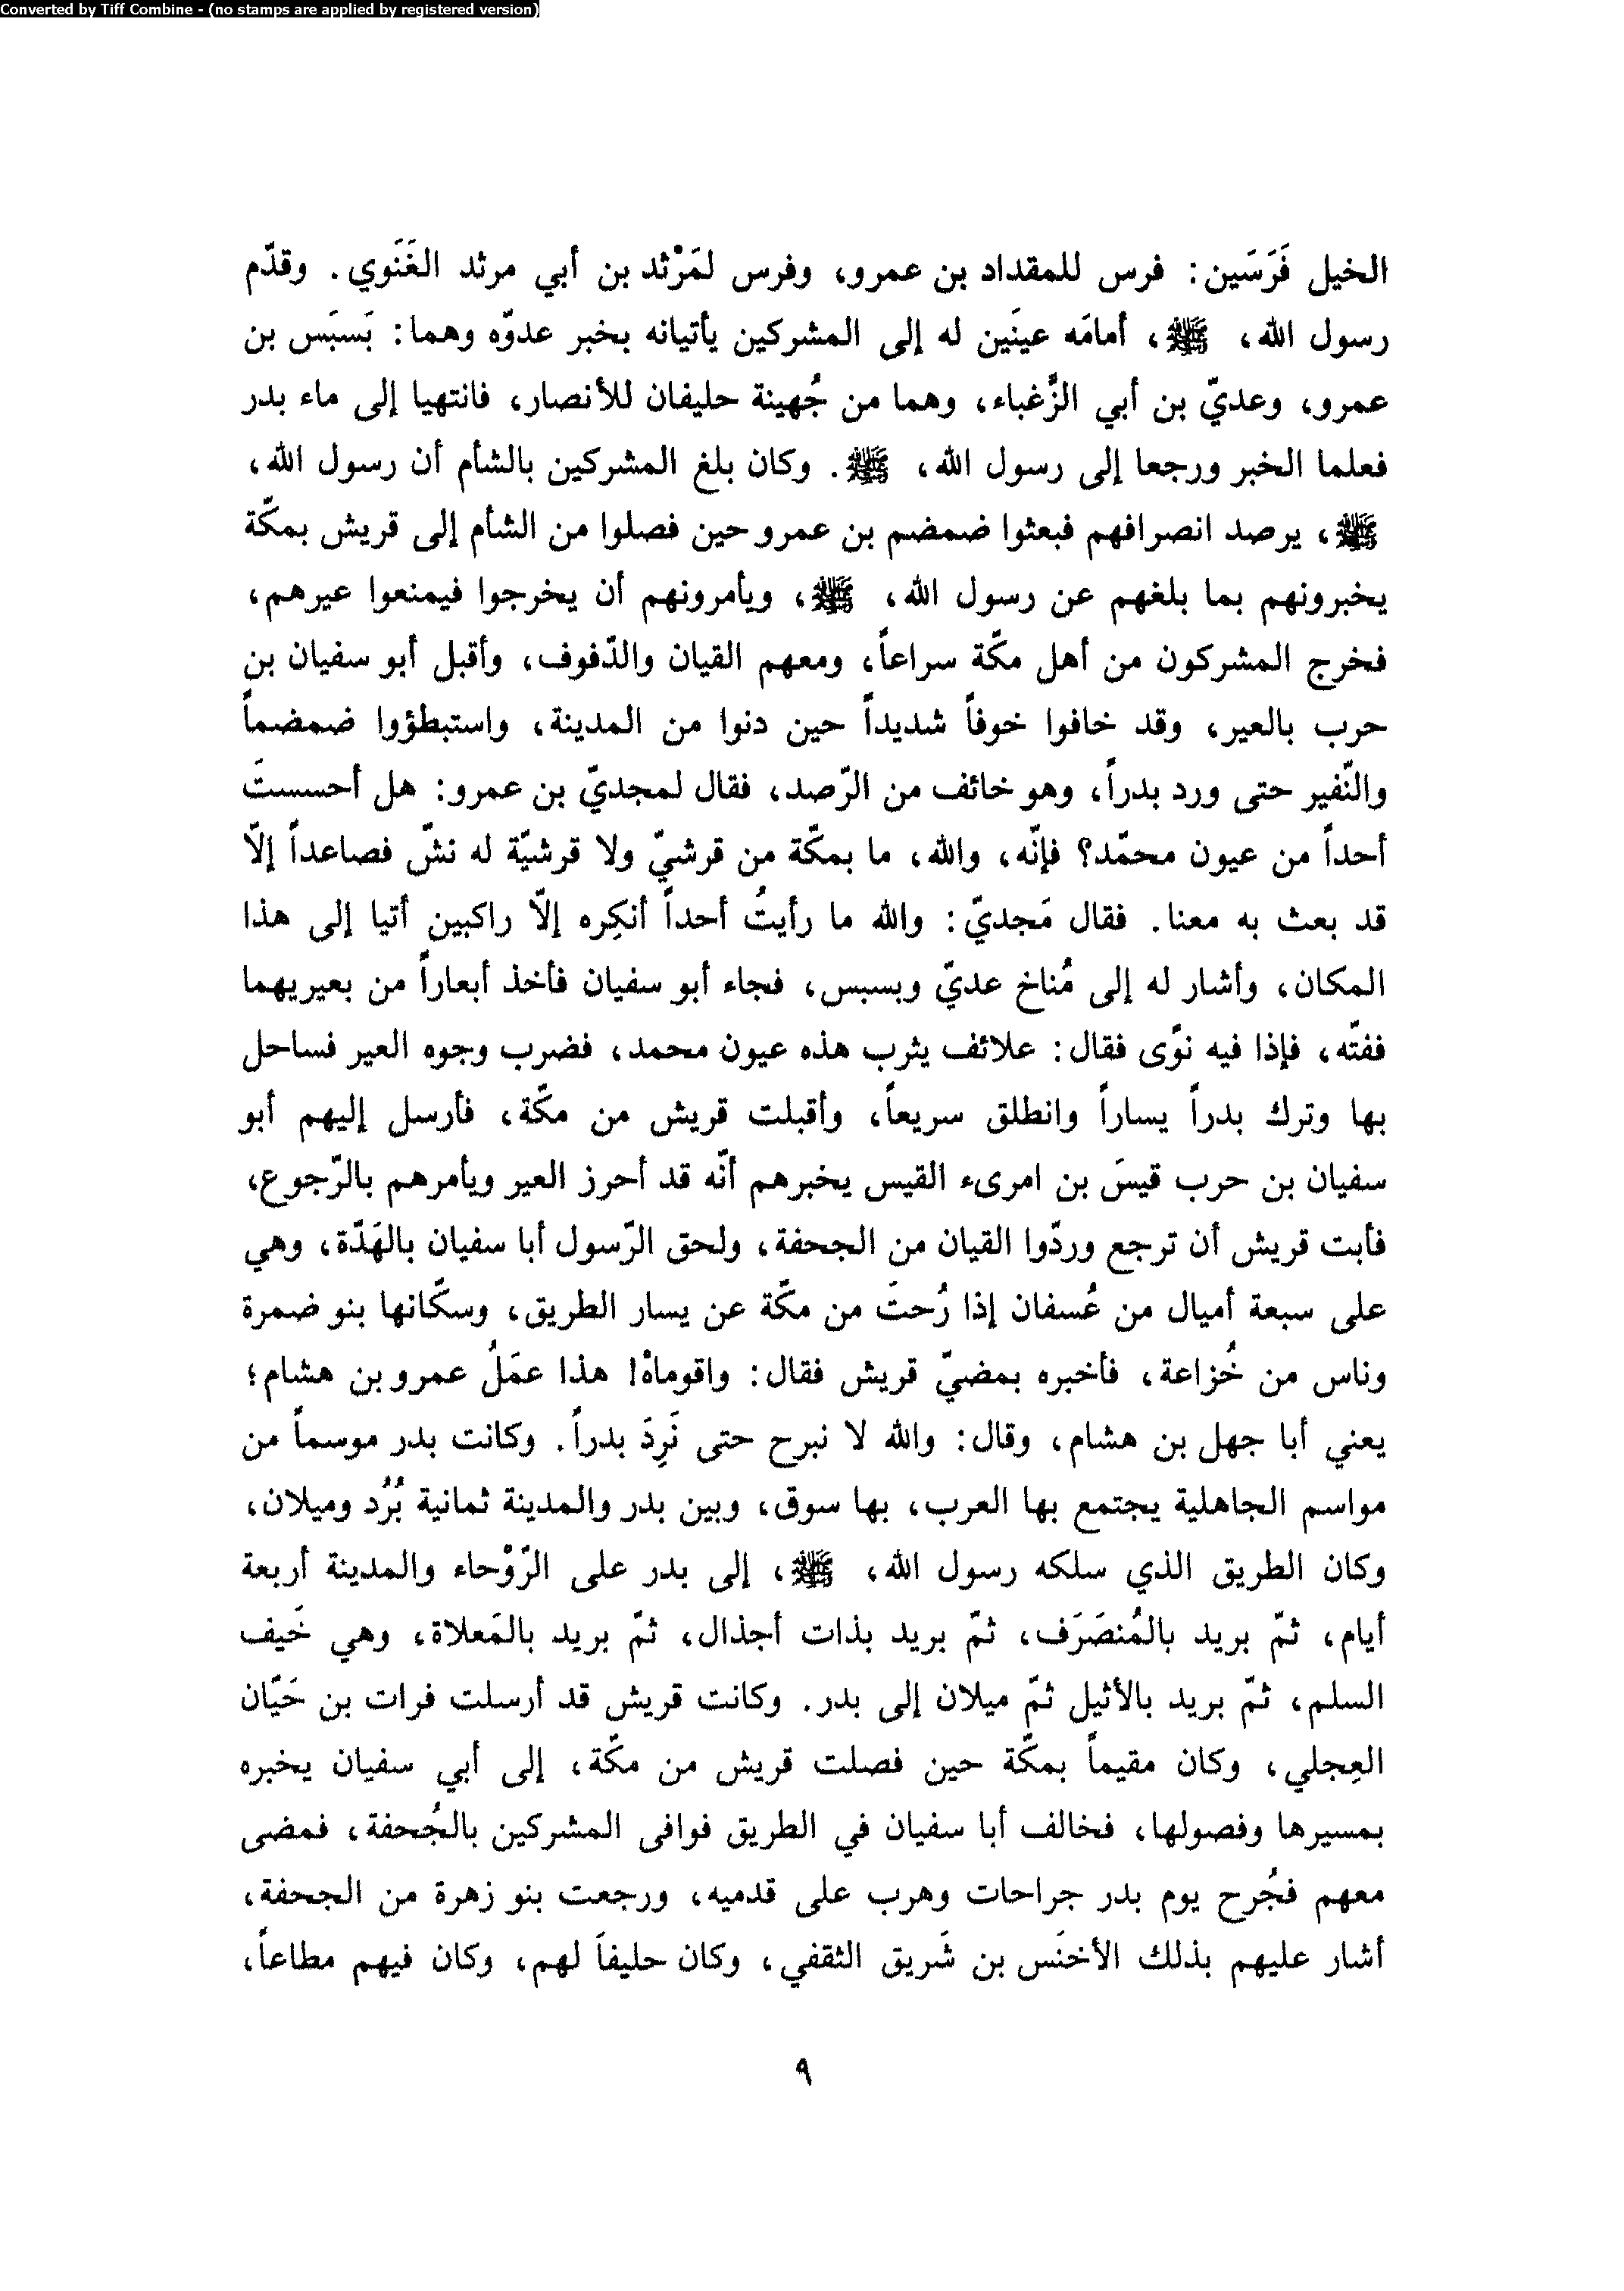 Converted by Tiff Combine - (no stamps are applied by registered version)
الخيل فَرَسَين: فرس للمقداد بن عمرو، وفرس لمَرْثد بن أبي مرثد الغَنَوي. وقدّم
رسول الله، ﷺ، أمامَه عينَين له إلى المشركين يأتيانه بخبر عدوّه وهما: بَسبَس بن
عمرو، وعديّ بن أبي الزَّغباء، وهما من جُهينة حليفان للأنصار، فانتهيا إلى ماء بدر
فعلما الخبر ورجعا إلى رسول الله، ﷺ. وكان بلغ المشركين بالشأم أن رسول الله،
ﷺ، يرصد انصرافهم فبعثوا ضمضم بن عمرو حين فصلوا من الشأم إلى قريش بمكّة
يخبرونهم بما بلغهم عن رسول الله، ﷺ، ويأمرونهم أن يخرجوا فيمنعوا عيرهم،
فخرج المشركون من أهل مكّة سراعاً، ومعهم القيان والدّفوف، وأقبل أبو سفيان بن
حرب بالعير، وقد خافوا خوفاً شديداً حين دنوا من المدينة، واستبطؤوا ضمضماً
والنّفير حتى ورد بدراً، وهو خائف من الرّصد، فقال لمجديّ بن عمرو: هل أحسستَ
أحداً من عيون محمّد؟ فإنّه، والله، ما بمكّة من قرشيّ ولا قرشيّة له نشّ فصاعداً إلاّ
قد بعث به معنا. فقال مَجديّ: والله ما رأيتُ أحداً أنكِره إلاّ راكبين أتيا إلى هذا
المكان، وأشار له إلى مُناخ عديّ وبسبس، فجاء أبو سفيان فأخذ أبعاراً من بعيريهما
ففتّه، فإذا فيه نوًى فقال: علائف يثرب هذه عيون محمد، فضرب وجوه العير فساحل
بها وترك بدراً يساراً وانطلق سريعاً، وأقبلت قريش من مكّة، فأرسل إليهم أبو
سفيان بن حرب قيسَ بن امرىء القيس يخبرهم أنّه قد أحرز العير ويأمرهم بالرّجوع،
فأبت قريش أن ترجع وردّوا القيان من الجحفة، ولحق الرّسول أبا سفيان بالهَدّة، وهي
على سبعة أميال من عُسفان إذا رُحتَ من مكّة عن يسار الطريق، وسكّانها بنو ضمرة
وناس من خُزاعة، فأخبره بمضيّ قريش فقال: واقوماهْ! هذا عمَلُ عمرو بن هشام؛
يعني أبا جهل بن هشام، وقال: والله لا نبرح حتى نَرِدَ بدراً. وكانت بدر موسماً من
مواسم الجاهلية يجتمع بها العرب، بها سوق، وبين بدر والمدينة ثمانية بُرُد وميلان،
وكان الطريق الذي سلكه رسول الله، ﷺ، إلى بدر على الرّوْحاء والمدينة أربعة
أيام، ثمّ بريد بالمُنصَرَف، ثمّ بريد بذات أجذال، ثمّ بريد بالمَعلاة، وهي خَيف
السلم، ثمّ بريد بالأثيل ثمّ ميلان إلى بدر. وكانت قريش قد أرسلت فرات بن حَيّان
العِجلي، وكان مقيماً بمكّة حين فصلت قريش من مكّة، إلى أبي سفيان يخبره
بمسيرها وفصولها، فخالف أبا سفيان في الطريق فوافى المشركين بالجُحفة، فمضى
معهم فجُرح يوم بدر جراحات وهرب على قدميه، ورجعت بنو زهرة من الجحفة،
أشار عليهم بذلك الأخنَس بن شَريق الثقفي، وكان حليفاً لهم، وكان فيهم مطاعاً،
٩